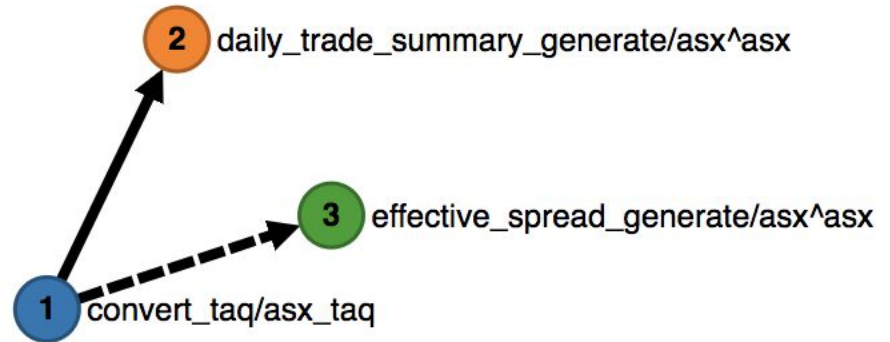 2 daily_trade_summary_generate/asx^asx
3 effective_spread_generate/asx^asx
1 convert_taq/asx_taq